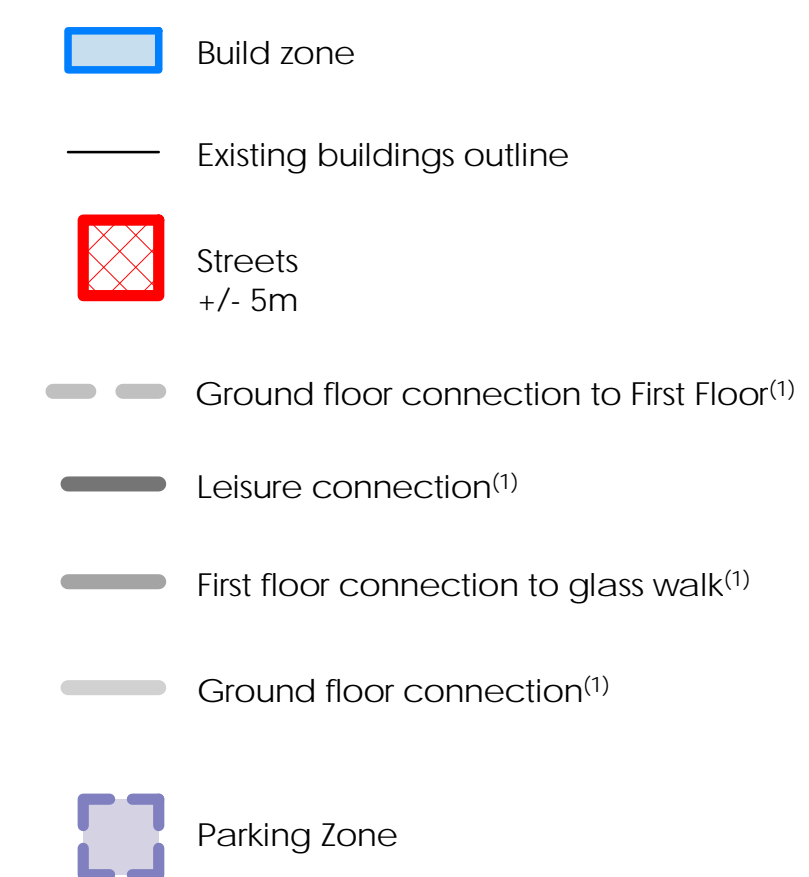 Build zone
Existing buildings outline
Streets
+/- 5m
Ground floor connection to First Floor(1)
Leisure connection(1)
First floor connection to glass walk(1)
Ground floor connection(1)
Parking Zone